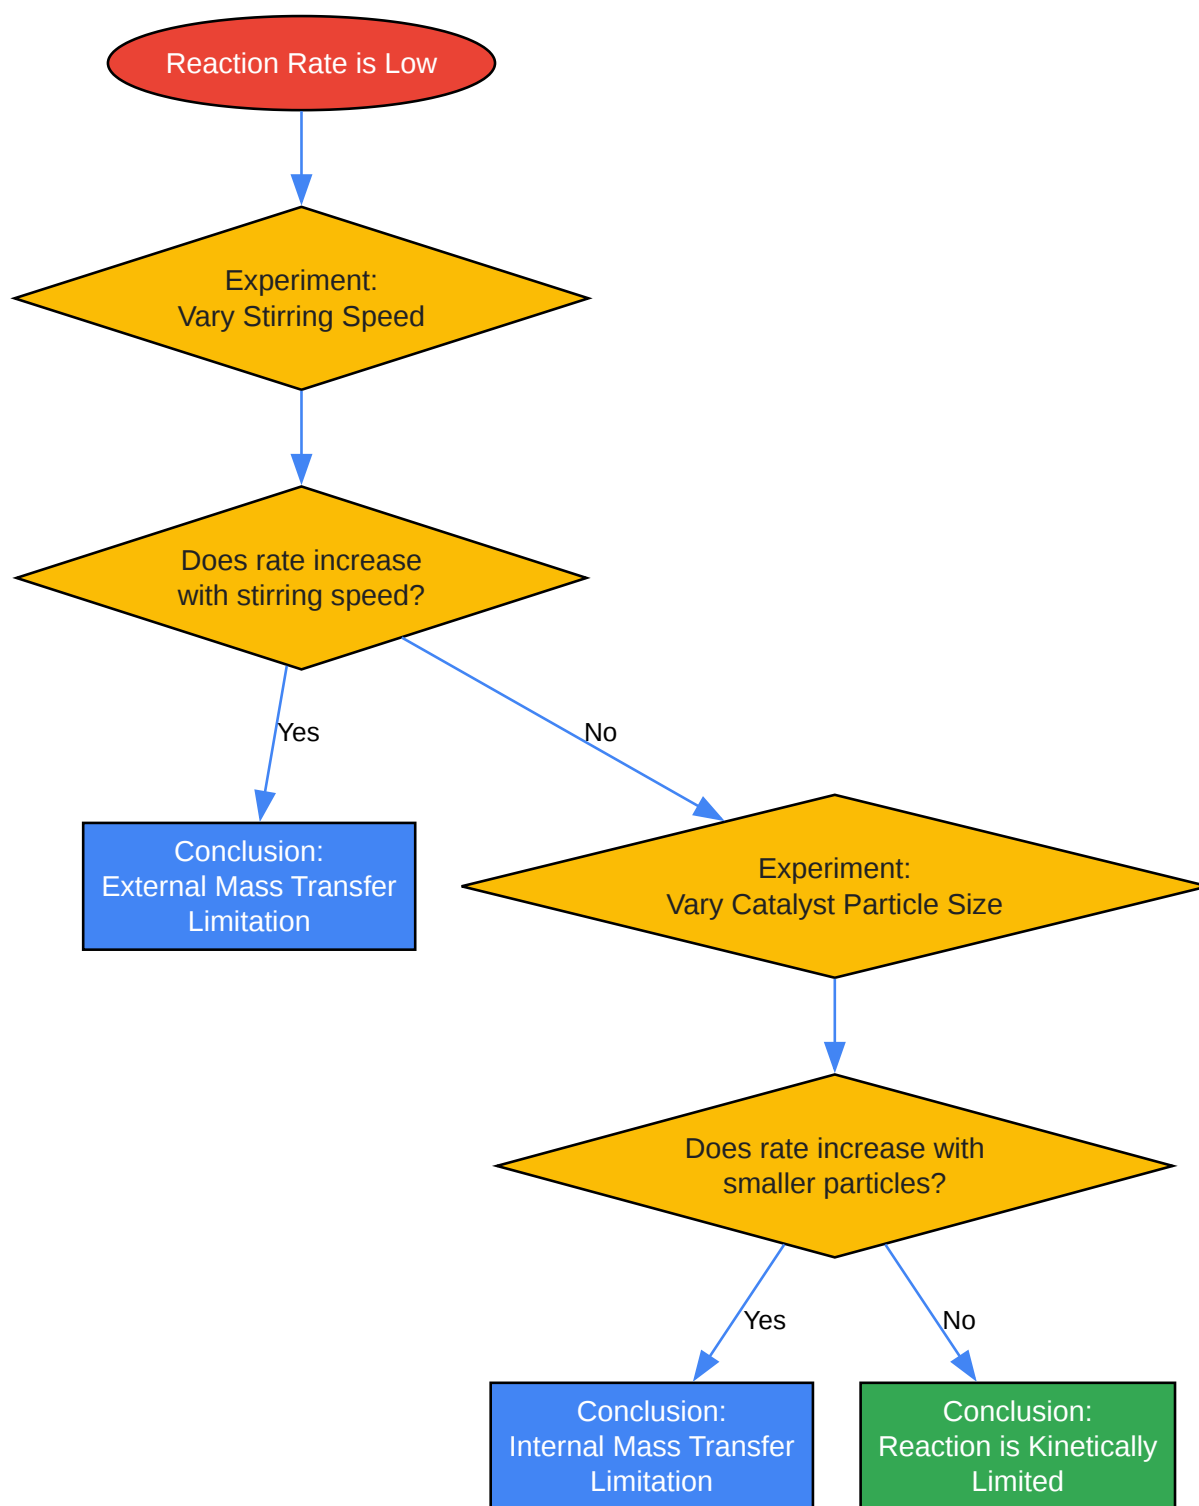 Reaction Rate is Low
Experiment:
Vary Stirring Speed
Does rate increase
with stirring speed?
Yes
No
Conclusion:
External Mass Transfer
Limitation
Experiment:
Vary Catalyst Particle Size
Does rate increase with
smaller particles?
Yes
No
Conclusion:
Internal Mass Transfer
Limitation
Conclusion:
Reaction is Kinetically
Limited